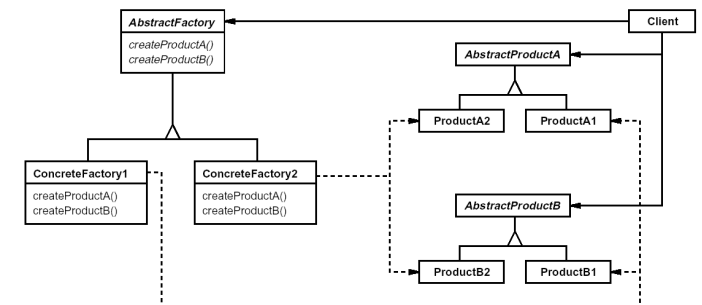 AbstractFactory
createProductA()
createProductB()
Client
AbstractProductA
ProductA2
ProductA1
ConcreteFactory1
createProductA()
createProductB()
ConcreteFactory2
createProductA()
createProductB()
AbstractProductB
ProductB2
ProductB1